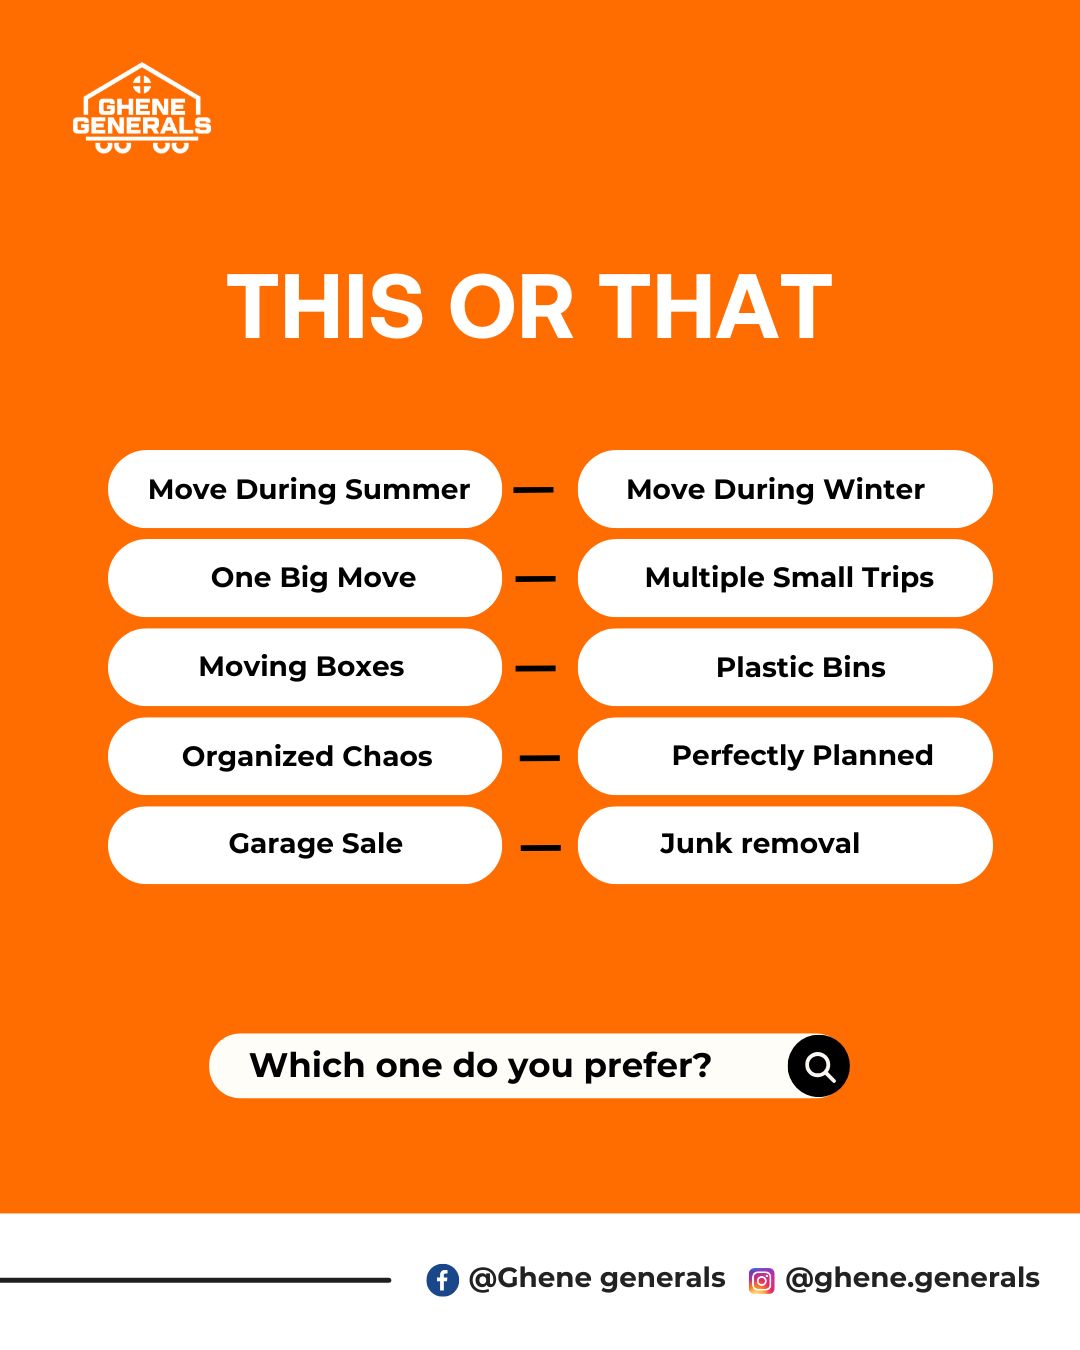 GHENE
GENERALS
THIS OR THAT
Move During Summer — Move During Winter
One Big Move — Multiple Small Trips
Moving Boxes — Plastic Bins
Organized Chaos — Perfectly Planned
Garage Sale — Junk removal
Which one do you prefer?
@Ghene generals @ghene.generals